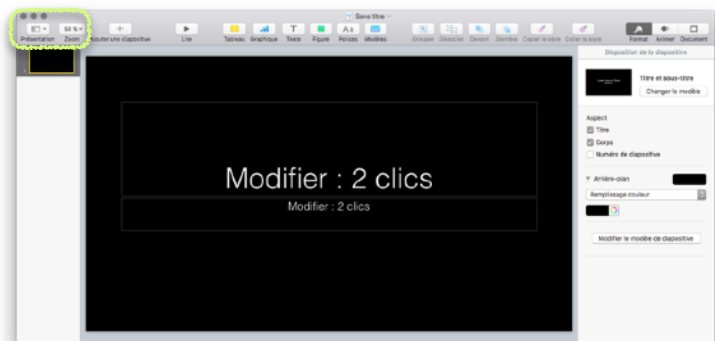 Sans titre
50 %
Présentation Zoom Ajouter une diapositive Lire Tableau Graphique Texte Figure Polices Modèles Grouper Dissocier Devant Derrière Copier le style Coller le style Format Animer Document
Disposition de la diapositive
Titre et sous-titre
Changer le modèle
Aspect
Titre
Corps
Numéro de diapositive
Arrière-plan
Remplissage couleur
Modifier le modèle de diapositive
Modifier : 2 clics
Modifier : 2 clics